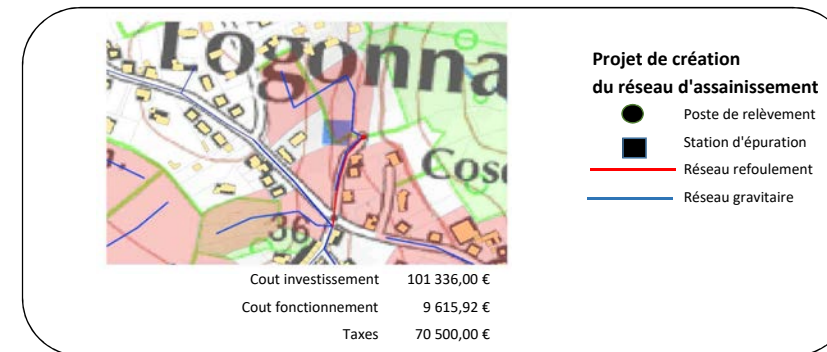 Logonna
Cosq
36
Cout investissement 101 336,00 €
Cout fonctionnement 9 615,92 €
Taxes 70 500,00 €
Projet de création
du réseau d'assainissement
Poste de relèvement
Station d'épuration
Réseau refoulement
Réseau gravitaire